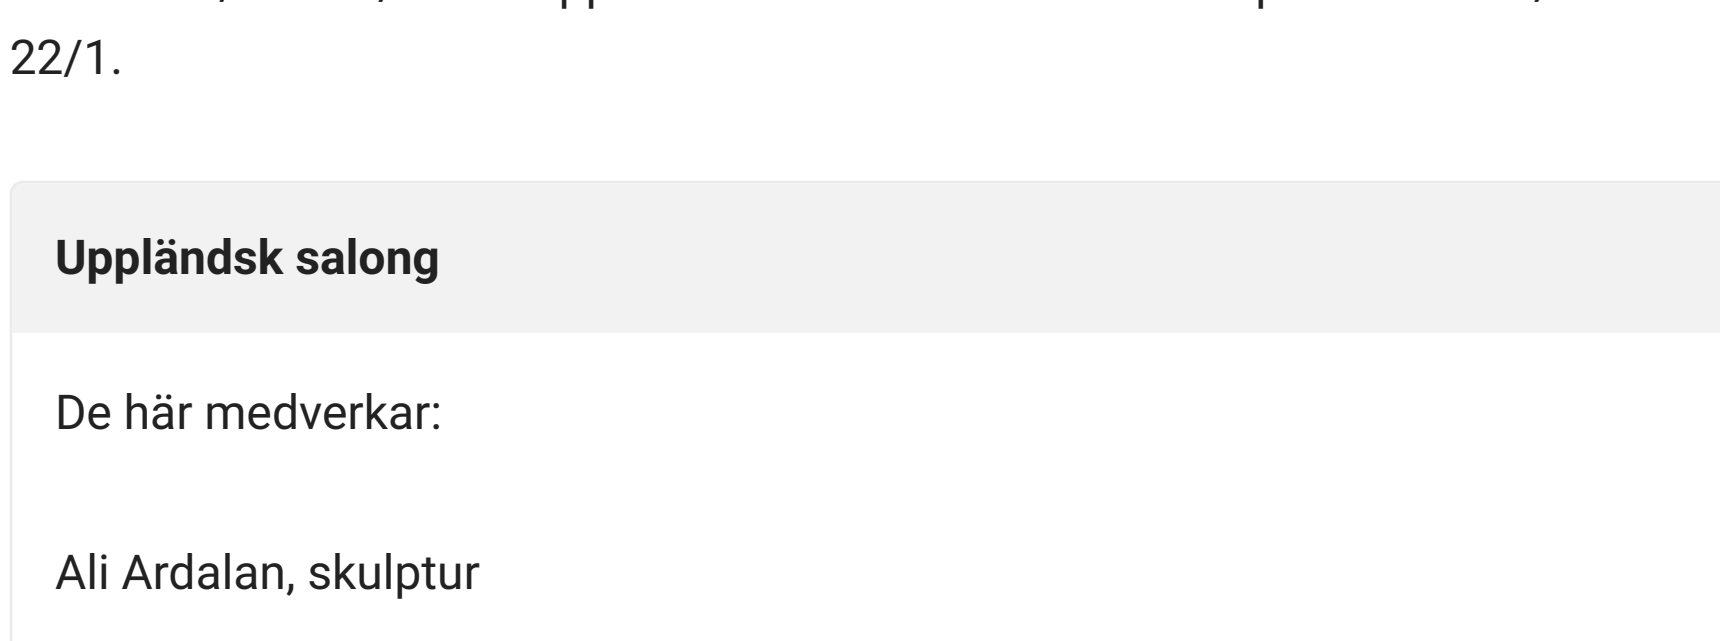 22/1.
Uppländsk salong
De här medverkar:
Ali Ardalan, skulptur